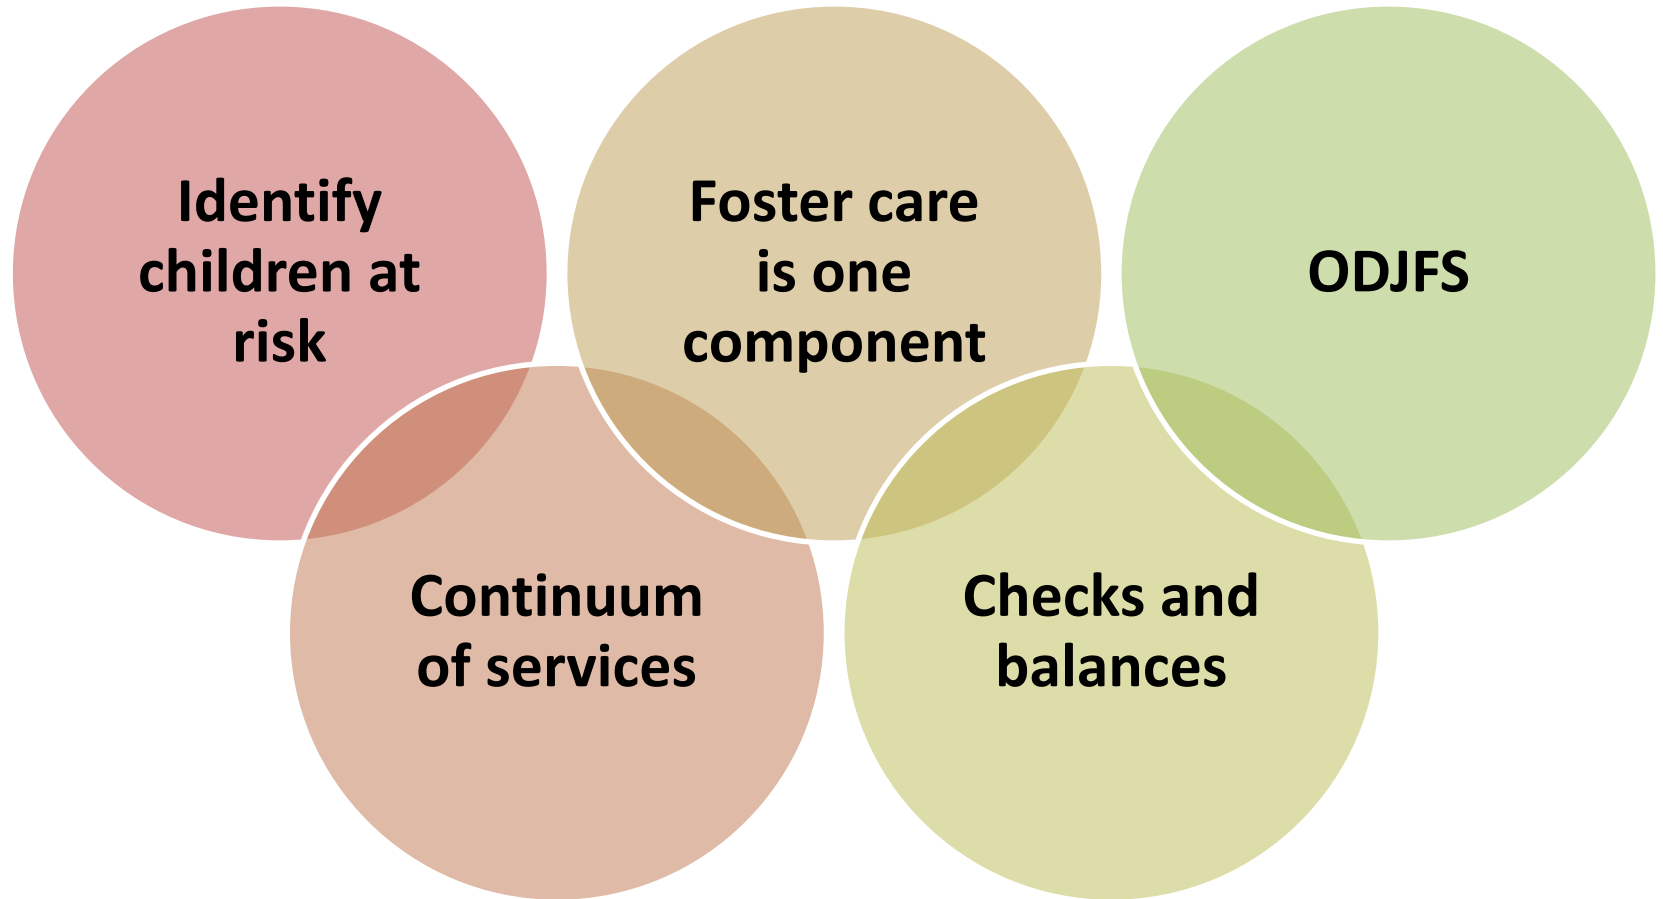 Identify
children at
risk
Foster care
is one
component
ODJFS
Continuum
of services
Checks and
balances